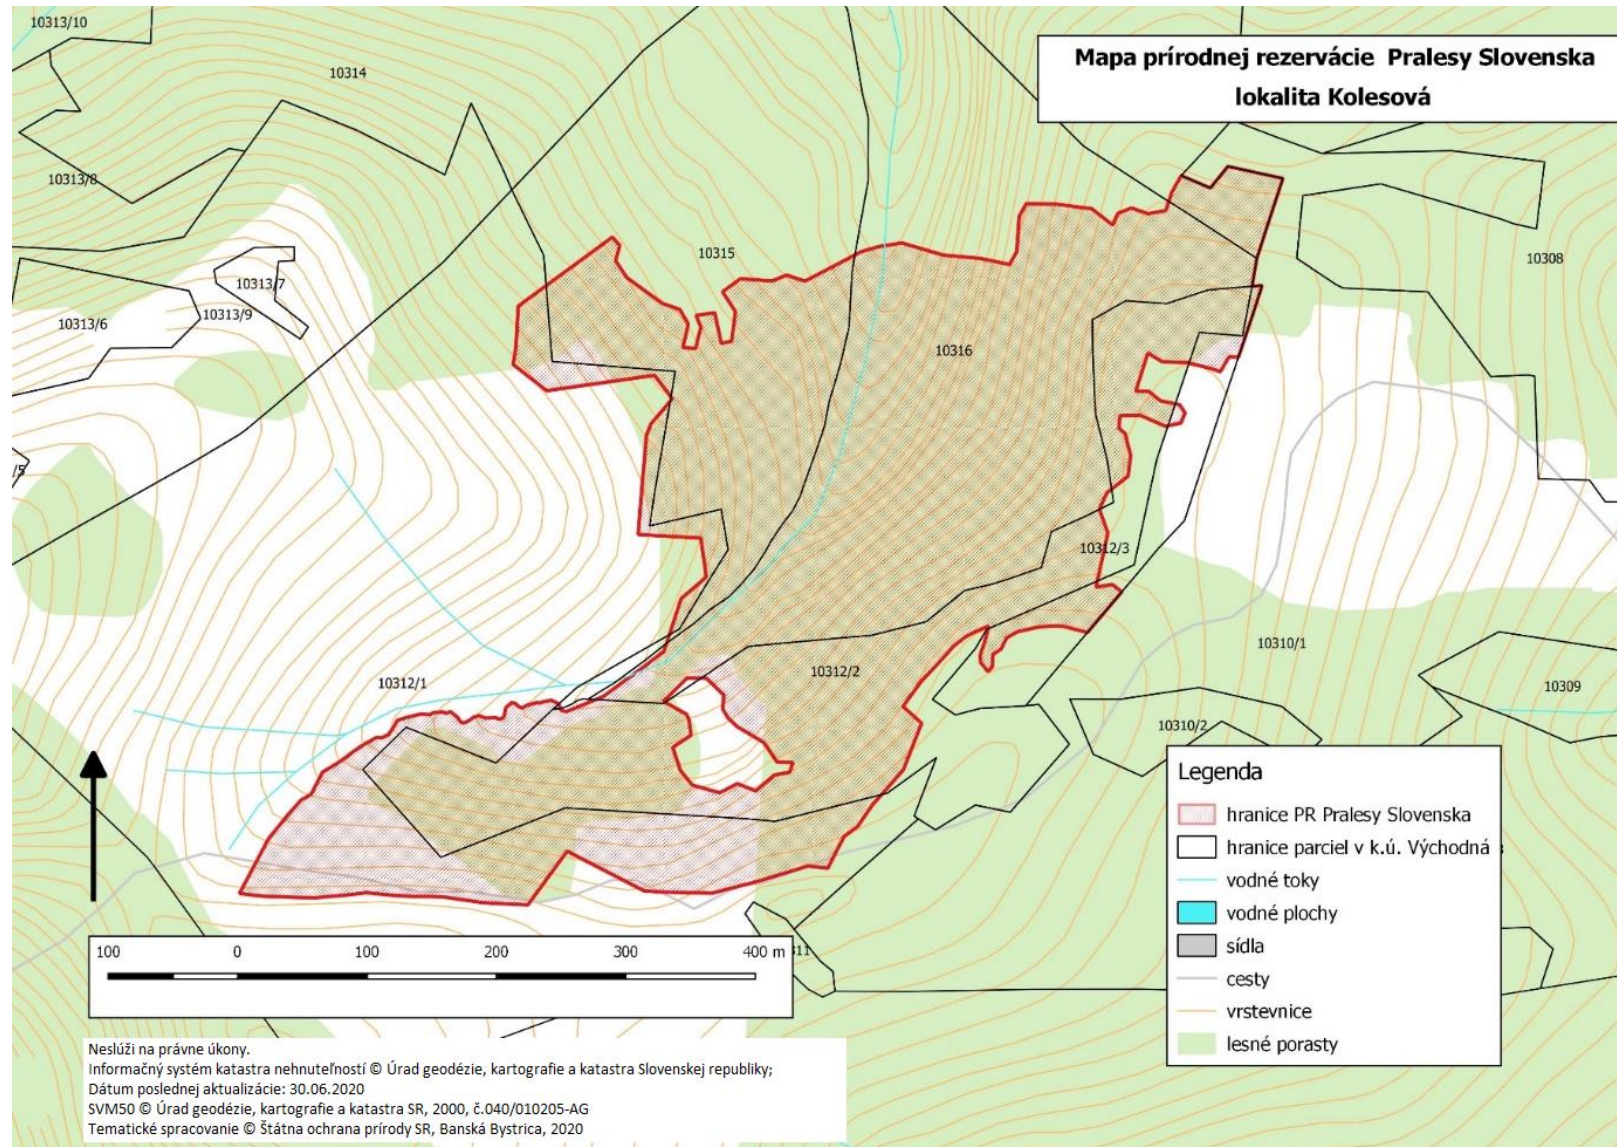 10313/10
10314
Mapa prírodnej rezervácie Pralesy Slovenska
lokalita Kolesová
10313/8
10315
10308
10313/7
10313/9
10313/6
10316
/5
10312/3
10310/1
10312/1
10312/2
10309
10310/2
Legenda
hranice PR Pralesy Slovenska
hranice parciel v k.ú. Východná
vodné toky
vodné plochy
sídla
cesty
vrstevnice
lesné porasty
100 0 100 200 300 400 m
11
Neslúži na právne úkony.
Informačný systém katastra nehnuteľností © Úrad geodézie, kartografie a katastra Slovenskej republiky;
Dátum poslednej aktualizácie: 30.06.2020
SVM50 © Úrad geodézie, kartografie a katastra SR, 2000, č.040/010205-AG
Tematické spracovanie © Štátna ochrana prírody SR, Banská Bystrica, 2020